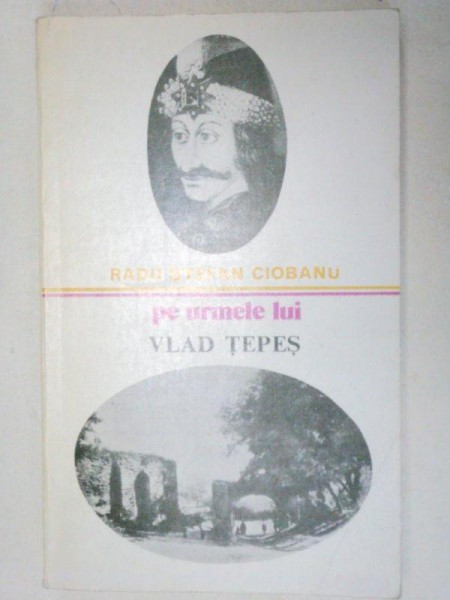 RADU ȘTEFAN CIOBANU
pe urmele lui
VLAD ȚEPEȘ